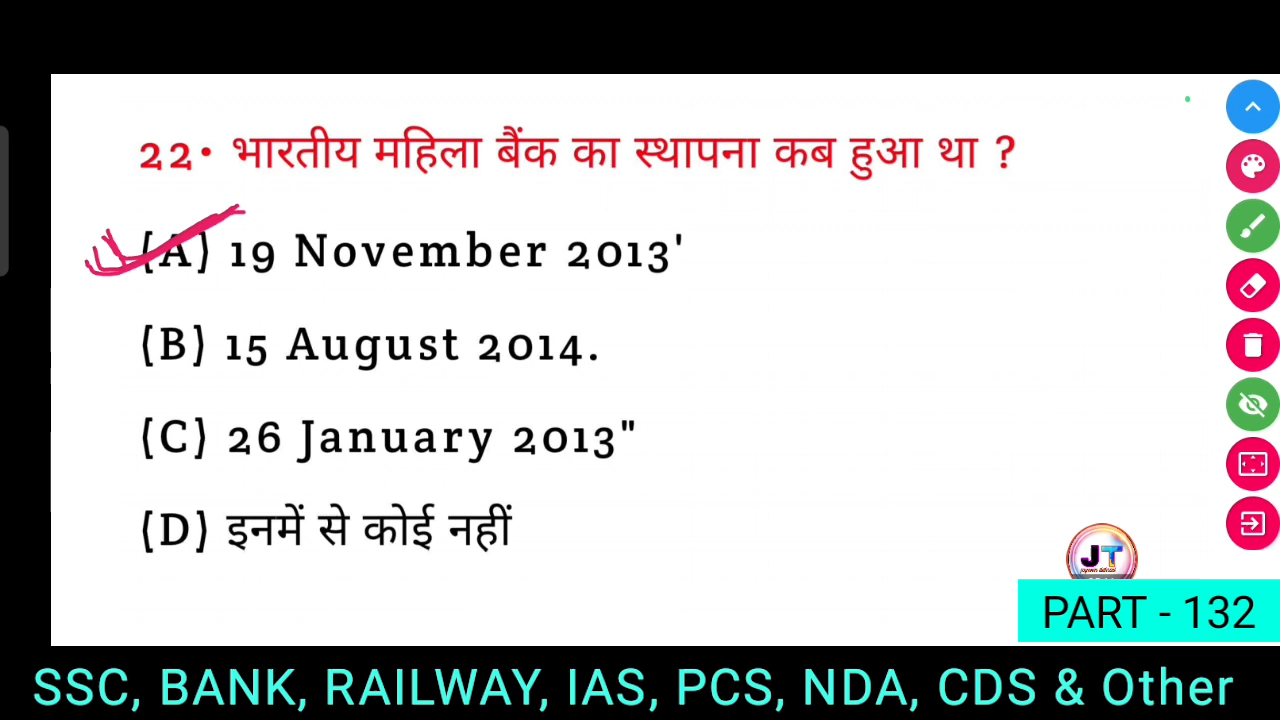 22• भारतीय महिला बैंक का स्थापना कब हुआ था ?
(A) 19 November 2013'
(B) 15 August 2014.
(C) 26 January 2013"
(D) इनमें से कोई नहीं
JT
PART - 132
SSC, BANK, RAILWAY, IAS, PCS, NDA, CDS & Other